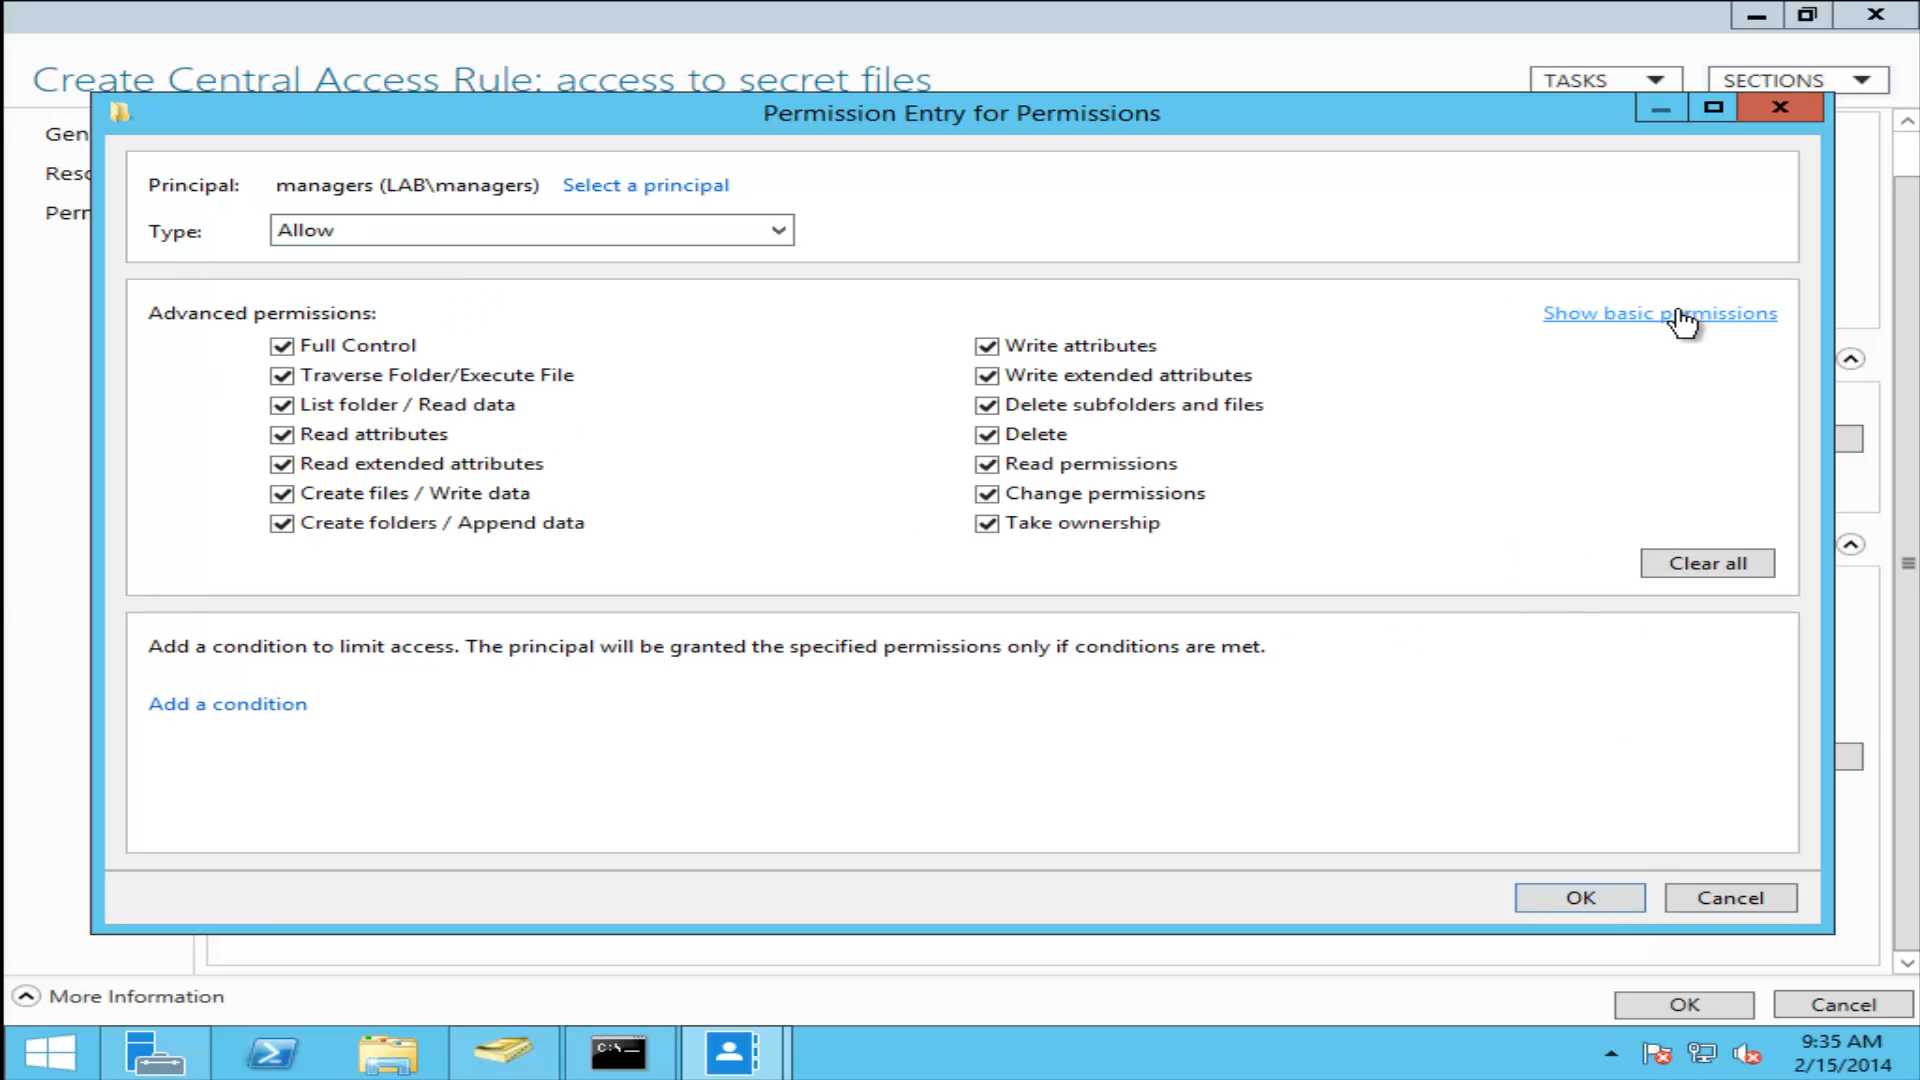 Create Central Access Rule: access to secret files
TASKS
SECTIONS
Permission Entry for Permissions
Gen
Reso
Perm
Principal:
managers (LAB\managers)
Select a principal
Type:
Allow
Advanced permissions:
Show basic permissions
Full Control
Traverse Folder/Execute File
List folder / Read data
Read attributes
Read extended attributes
Create files / Write data
Create folders / Append data
Write attributes
Write extended attributes
Delete subfolders and files
Delete
Read permissions
Change permissions
Take ownership
Clear all
Add a condition to limit access. The principal will be granted the specified permissions only if conditions are met.
Add a condition
OK
Cancel
More Information
OK
Cancel
C:\
9:35 AM
2/15/2014